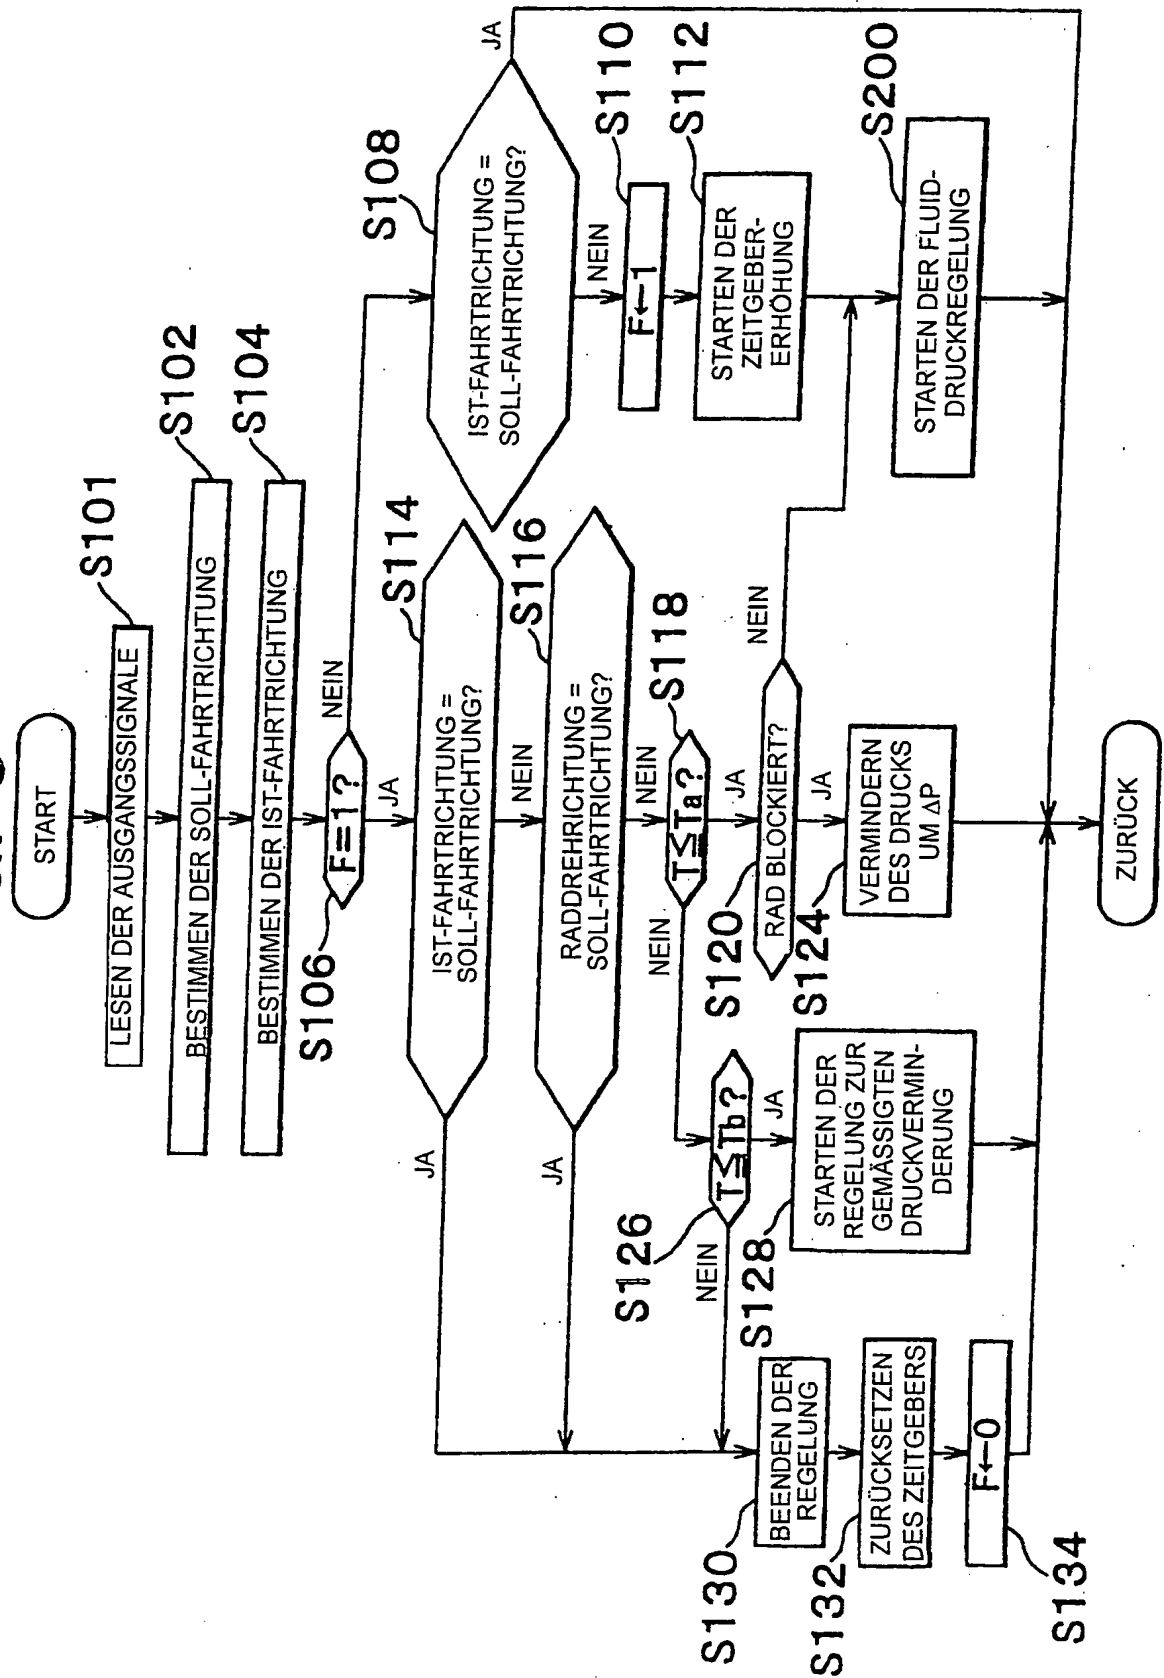 START
LESEN DER AUSGANGSSIGNALE
S101
BESTIMMEN DER SOLL-FAHRTRICHTUNG
S102
BESTIMMEN DER IST-FAHRTRICHTUNG
S104
F=1?
S106
NEIN
JA
IST-FAHRTRICHTUNG =
SOLL-FAHRTRICHTUNG?
S108
JA
NEIN
F←1
S110
STARTEN DER
ZEITGEBER-
ERHÖHUNG
S112
IST-FAHRTRICHTUNG =
SOLL-FAHRTRICHTUNG?
S114
JA
NEIN
RADDREHRICHTUNG =
SOLL-FAHRTRICHTUNG?
S116
JA
NEIN
T≦Ta?
S118
NEIN
JA
RAD BLOCKIERT?
S120
NEIN
JA
VERMINDERN
DES DRUCKS
UM ΔP
S124
STARTEN DER FLUID-
DRUCKREGELUNG
S200
T≦Tb?
S126
NEIN
JA
STARTEN DER
REGELUNG ZUR
GEMÄSSIGTEN
DRUCKVERMIN-
DERUNG
S128
BEENDEN DER
REGELUNG
S130
ZURÜCKSETZEN
DES ZEITGEBERS
S132
F←0
S134
ZURÜCK